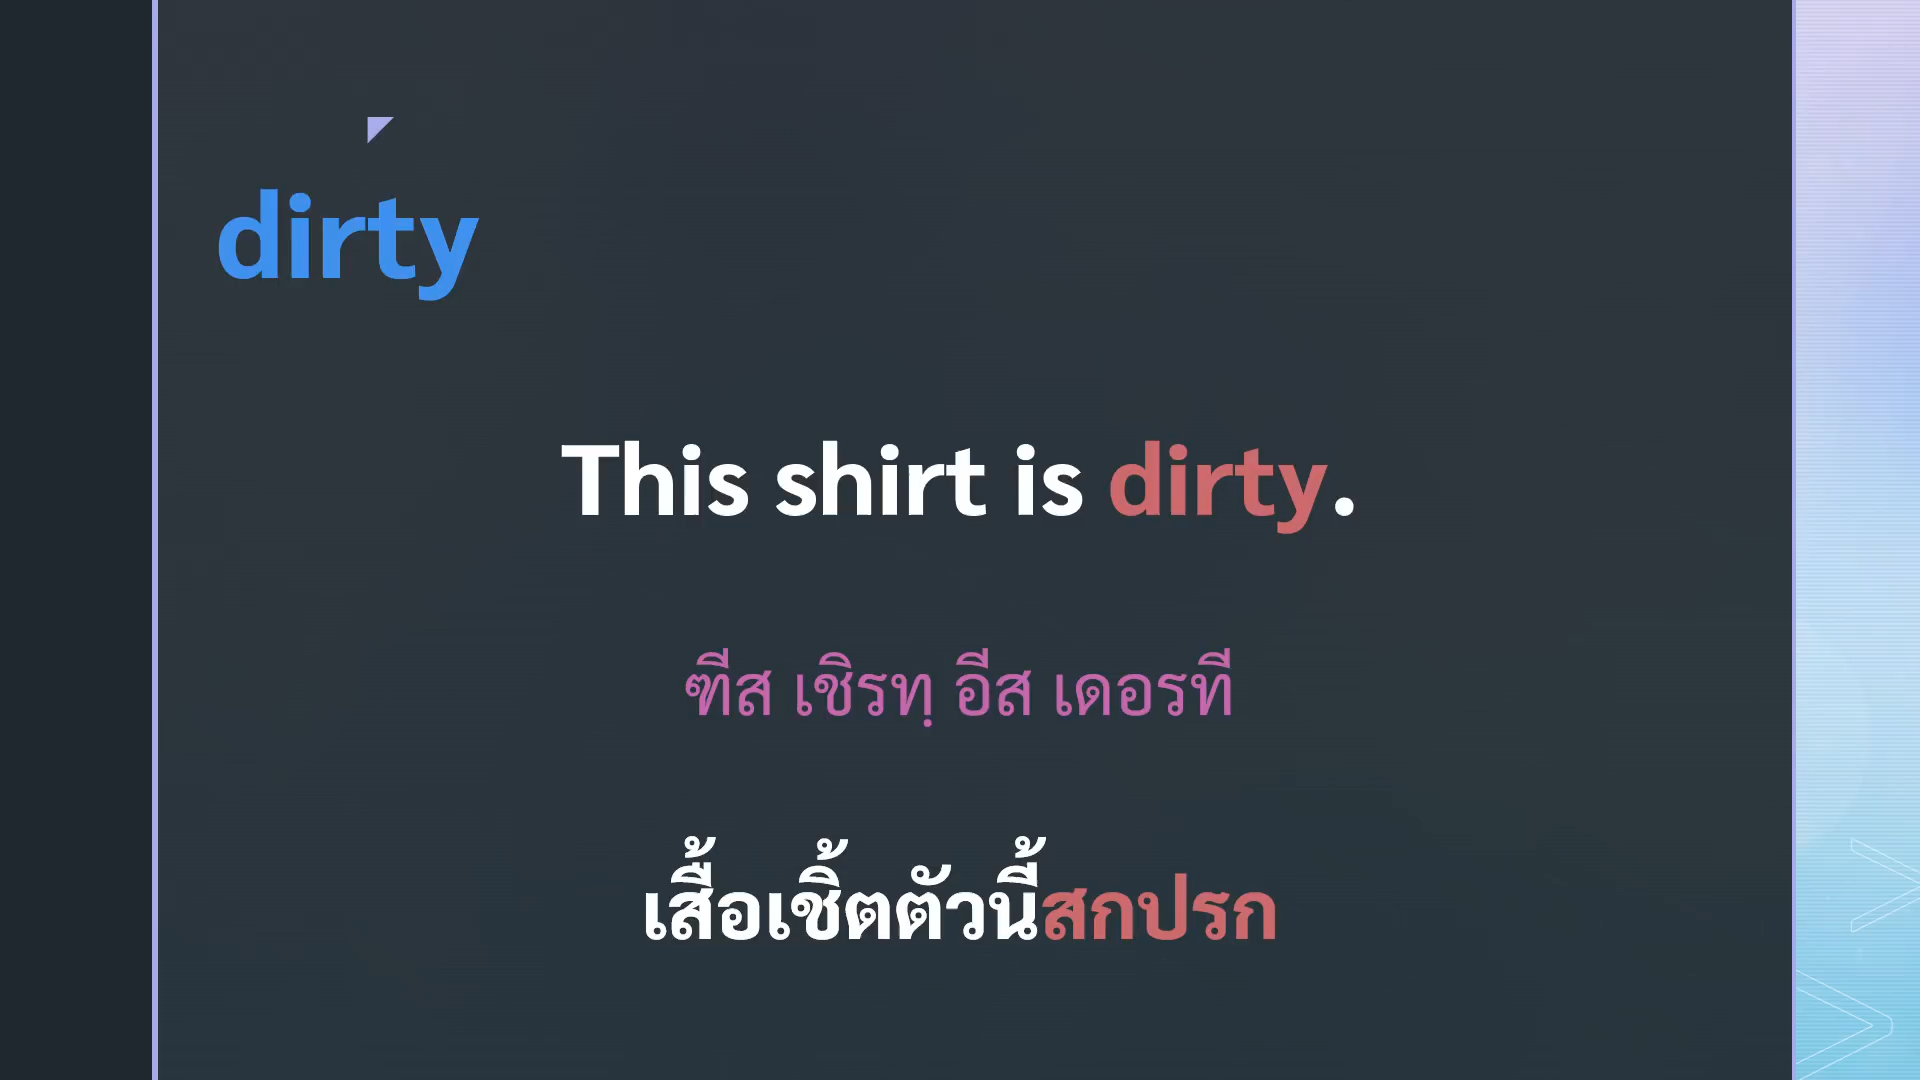 dirty
This shirt is dirty.
ฑีส เชิรทฺ อีส เดอรที
เสื้อเชิ้ตตัวนี้สกปรก